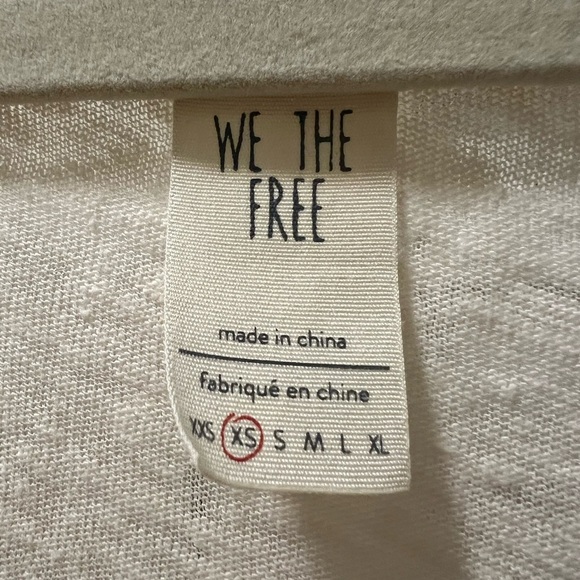 WE THE
FREE
made in china
fabriqué en chine
XXS XS S M L XL